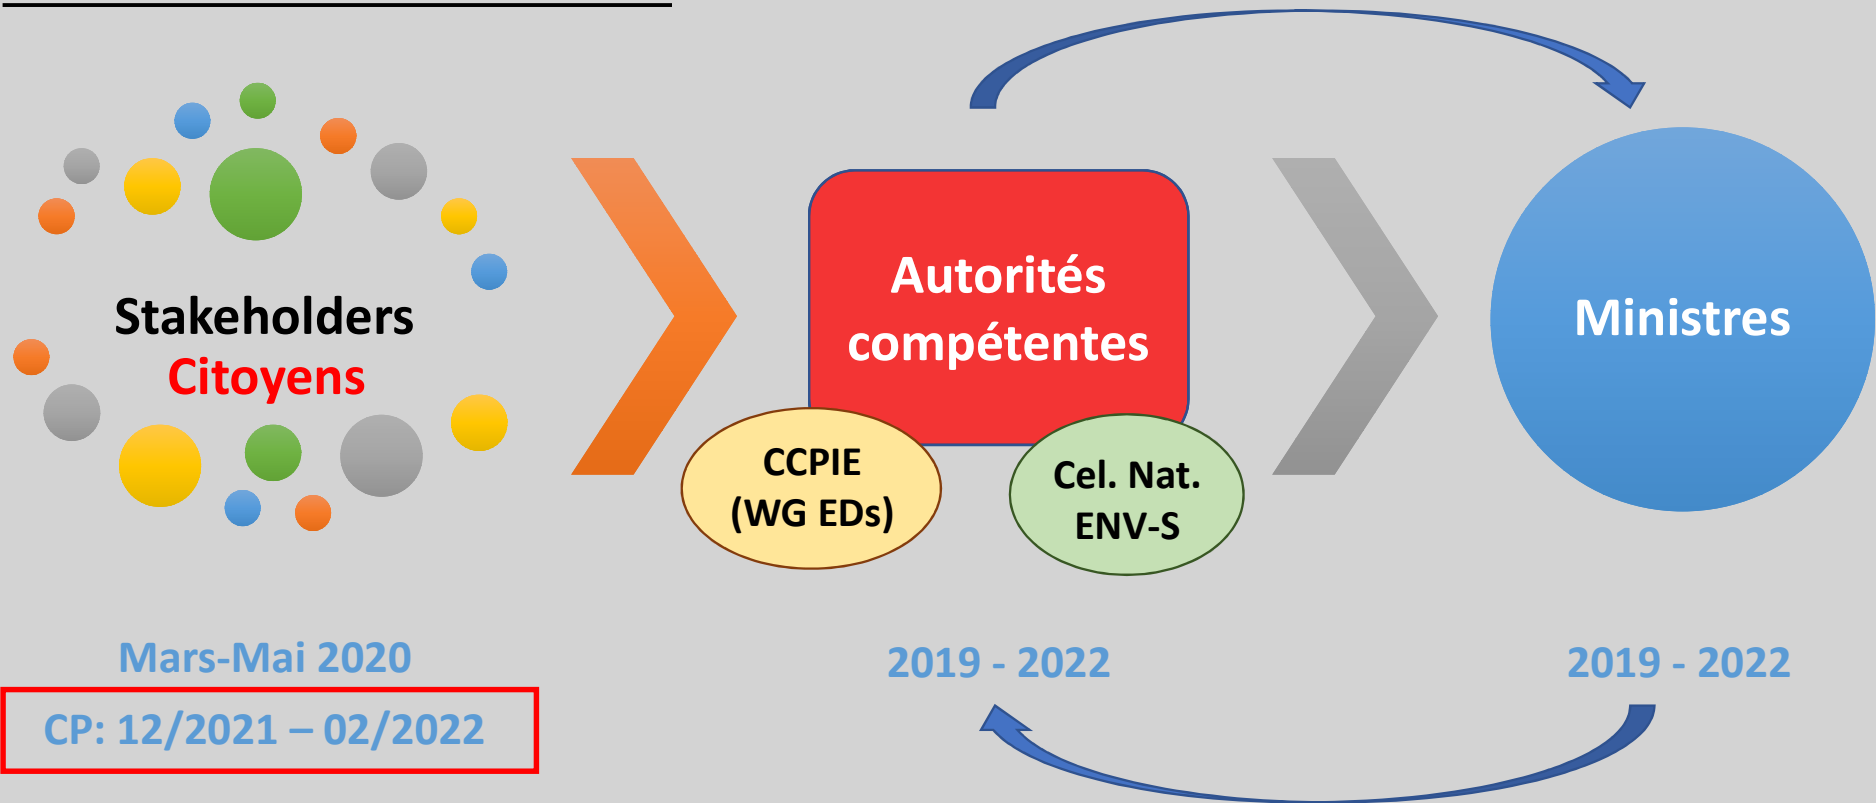 Stakeholders
Citoyens
Autorités
compétentes
CCPIE
(WG EDs)
Cel. Nat.
ENV-S
Ministres
Mars-Mai 2020
CP: 12/2021 – 02/2022
2019 - 2022
2019 - 2022